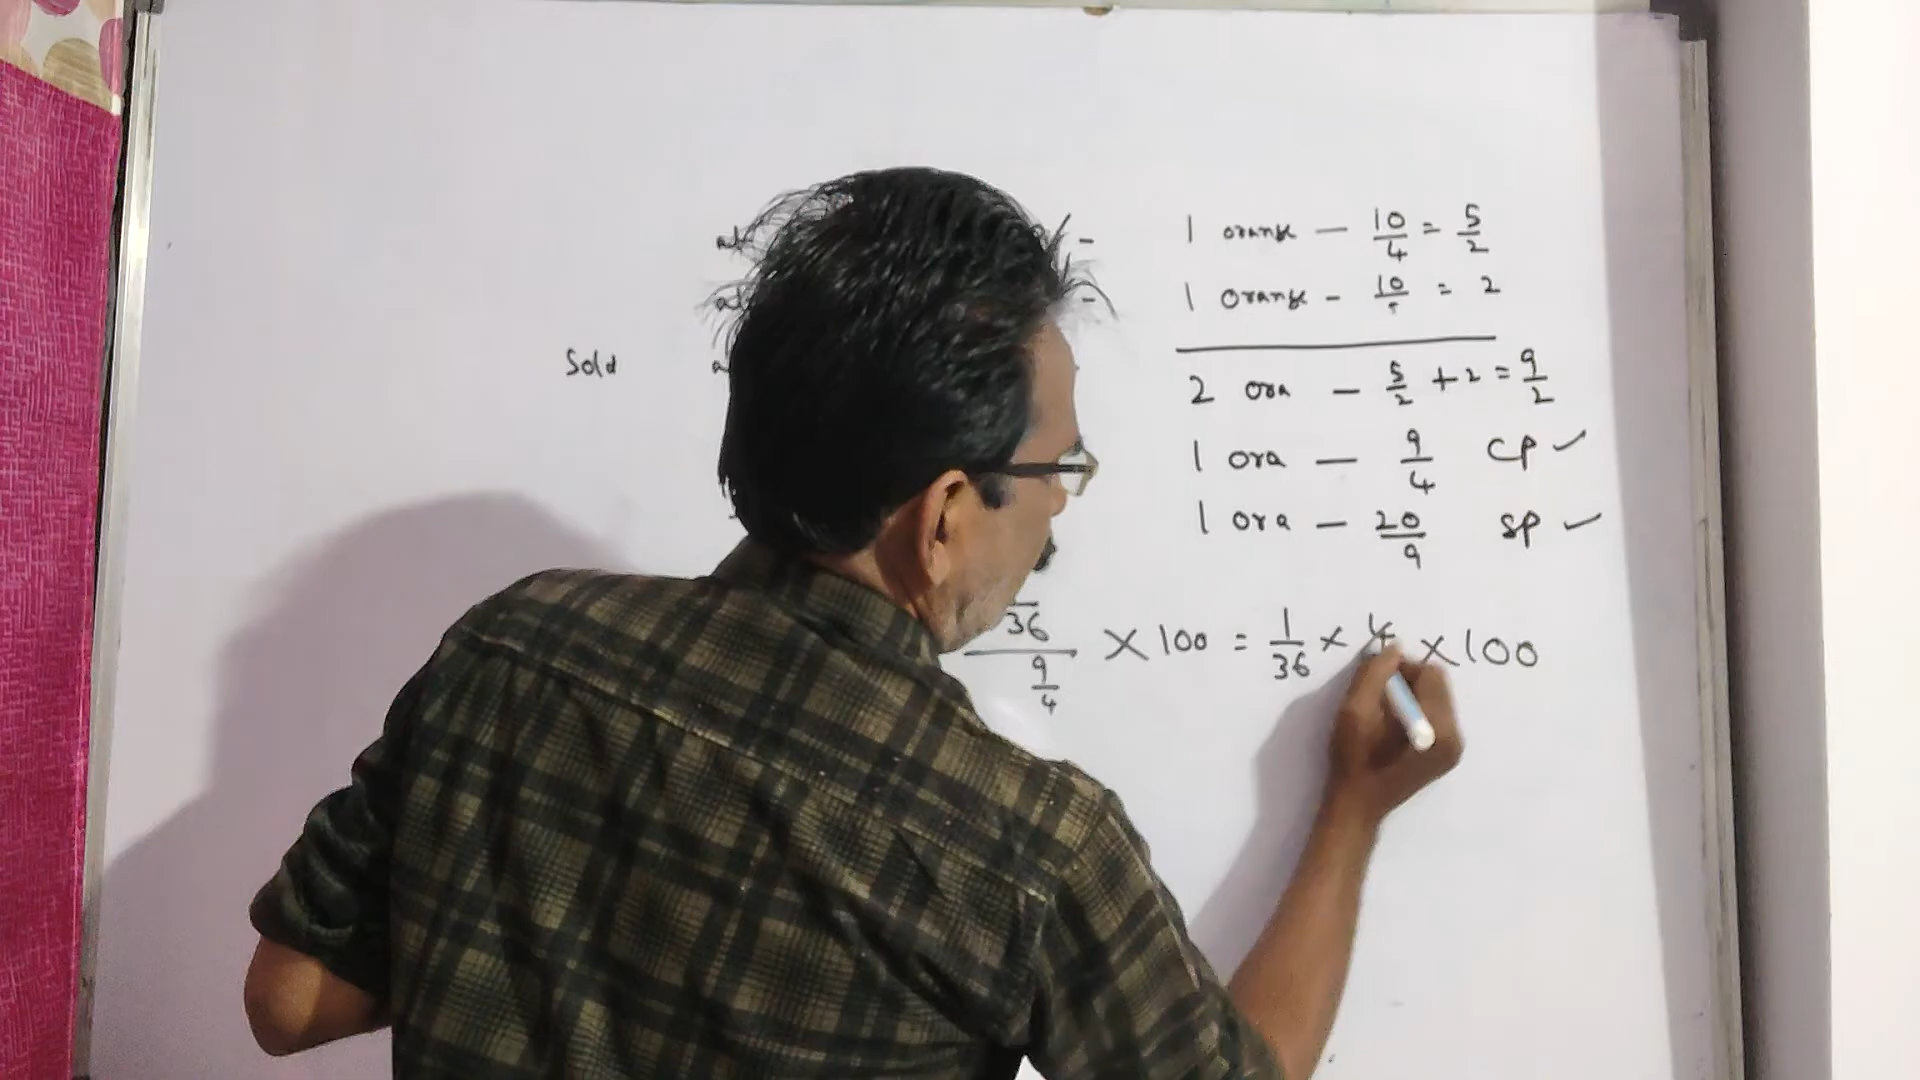 1 orange - 10/4 = 5/2
1 orange - 10/5 = 2
Sold
2 ora - 5/2 + 2 = 9/2
1 ora - 9/4 CP ✓
1 ora - 20/9 SP ✓
36/(9/4) × 100 = 1/36 × 4 × 100